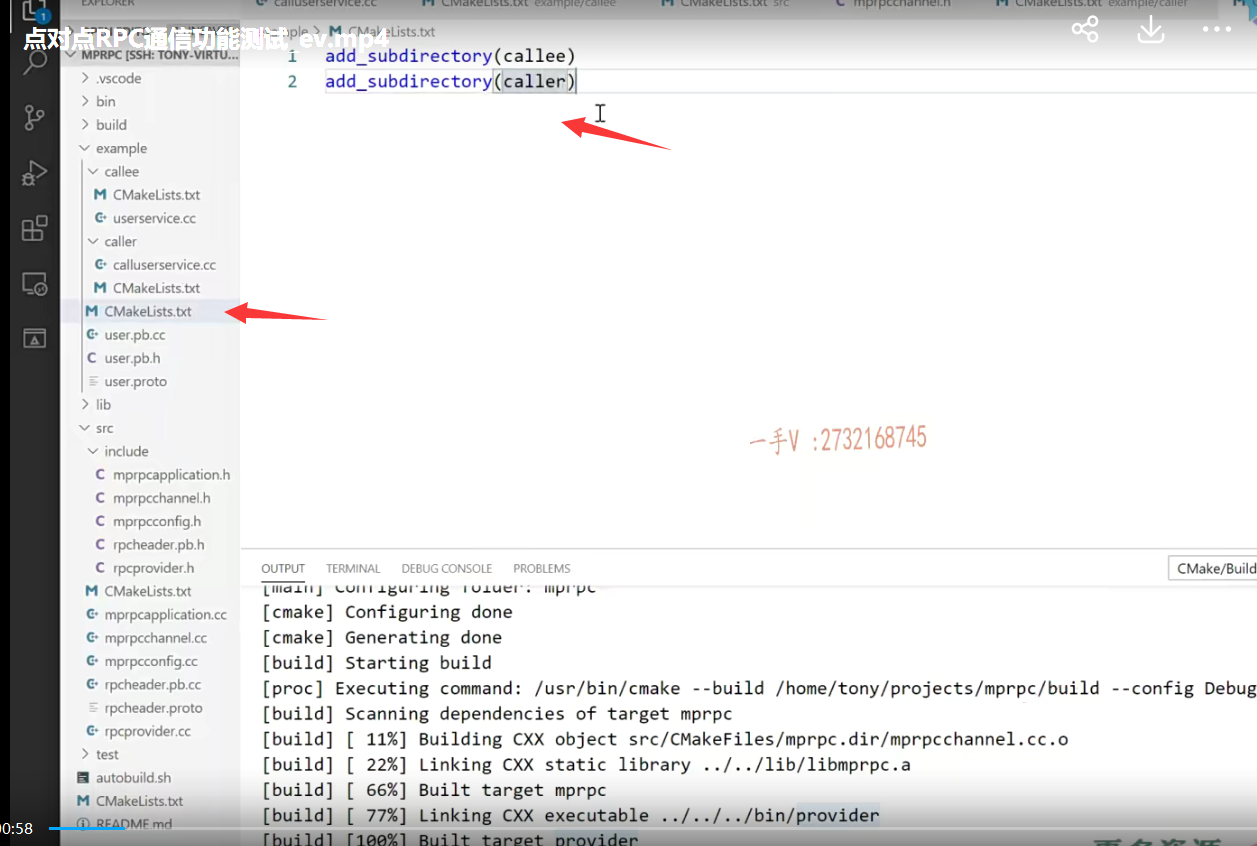 EXPLORER
calluserservice.cc
CMakeLists.txt example/callee
CMakeLists.txt src
mprpcchannel.h
CMakeLists.txt example/caller
1
点对点RPC通信功能测试_ev.mp4
CMakeLists.txt
MPRPC [SSH: TONY-VIRTU...
.vscode
bin
build
example
callee
CMakeLists.txt
userservice.cc
caller
calluserservice.cc
CMakeLists.txt
CMakeLists.txt
user.pb.cc
user.pb.h
user.proto
lib
src
include
mprpcapplication.h
mprpcchannel.h
mprpcconfig.h
rpcheader.pb.h
rpcprovider.h
CMakeLists.txt
mprpcapplication.cc
mprpcchannel.cc
mprpcconfig.cc
rpcheader.pb.cc
rpcheader.proto
rpcprovider.cc
test
autobuild.sh
CMakeLists.txt
README.md
1 add_subdirectory(callee)
2 add_subdirectory(caller)
一手V :2732168745
OUTPUT TERMINAL DEBUG CONSOLE PROBLEMS
CMake/Build
[main] Configuring folder: mprpc
[cmake] Configuring done
[cmake] Generating done
[build] Starting build
[proc] Executing command: /usr/bin/cmake --build /home/tony/projects/mprpc/build --config Debug
[build] Scanning dependencies of target mprpc
[build] [ 11%] Building CXX object src/CMakeFiles/mprpc.dir/mprpcchannel.cc.o
[build] [ 22%] Linking CXX static library ../../lib/libmprpc.a
[build] [ 66%] Built target mprpc
[build] [ 77%] Linking CXX executable ../../../bin/provider
[build] [100%] Built target provider
0:58